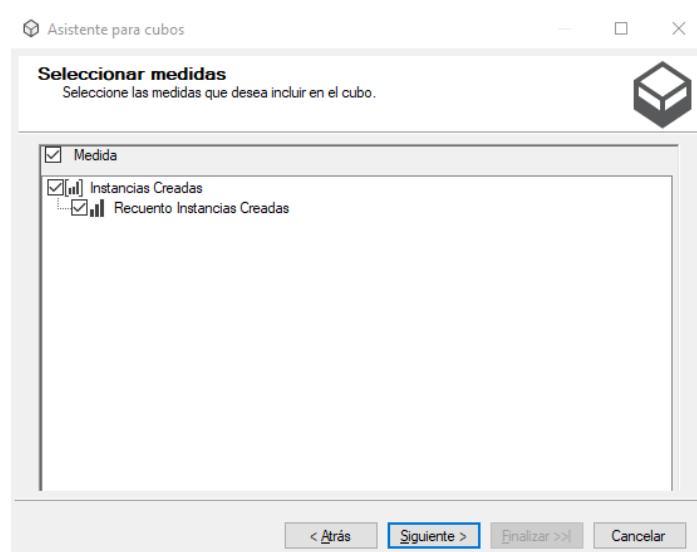 Asistente para cubos
Seleccionar medidas
Seleccione las medidas que desea incluir en el cubo.
Medida
Instancias Creadas
Recuento Instancias Creadas
< Atrás
Siguiente >
Finalizar >>|
Cancelar